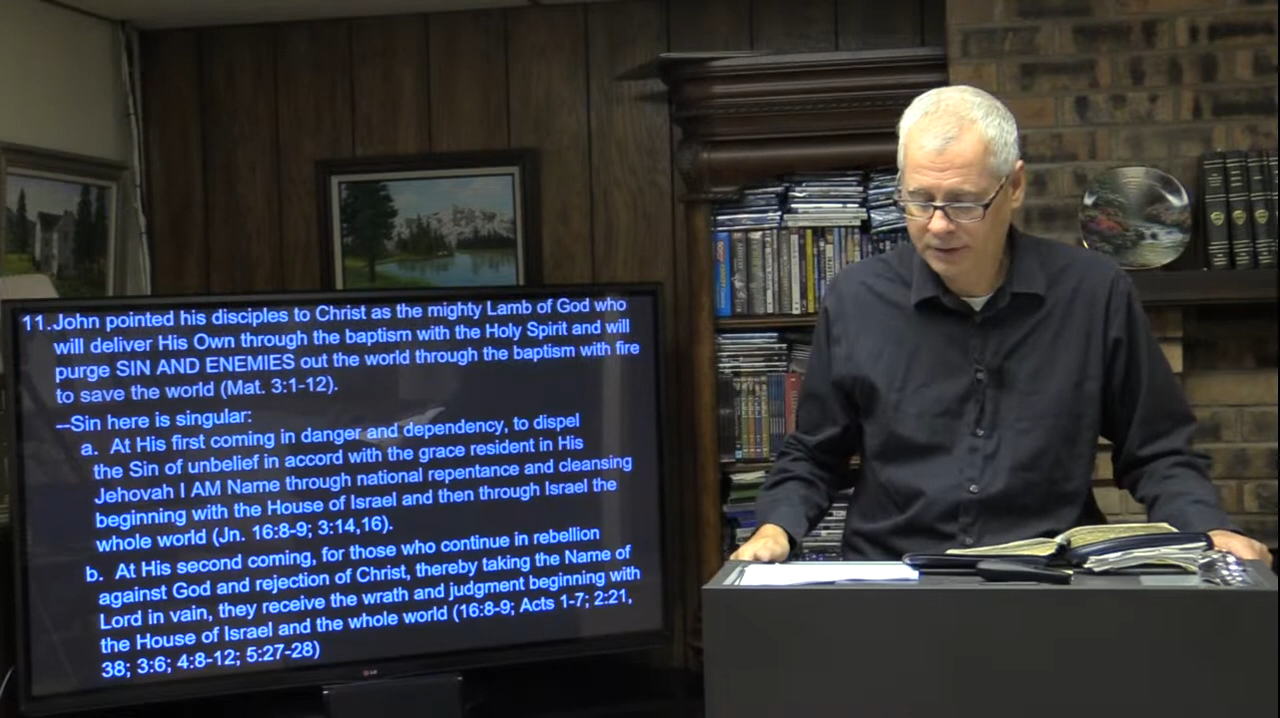 11. John pointed his disciples to Christ as the mighty Lamb of God who
will deliver His Own through the baptism with the Holy Spirit and will
purge SIN AND ENEMIES out the world through the baptism with fire
to save the world (Mat. 3:1-12).
--Sin here is singular:
a. At His first coming in danger and dependency, to dispel
the Sin of unbelief in accord with the grace resident in His
Jehovah I AM Name through national repentance and cleansing
beginning with the House of Israel and then through Israel the
whole world (Jn. 16:8-9; 3:14,16).
b. At His second coming, for those who continue in rebellion
against God and rejection of Christ, thereby taking the Name of
Lord in vain, they receive the wrath and judgment beginning with
the House of Israel and the whole world (16:8-9; Acts 1-7; 2:21,
38; 3:6; 4:8-12; 5:27-28)
LG